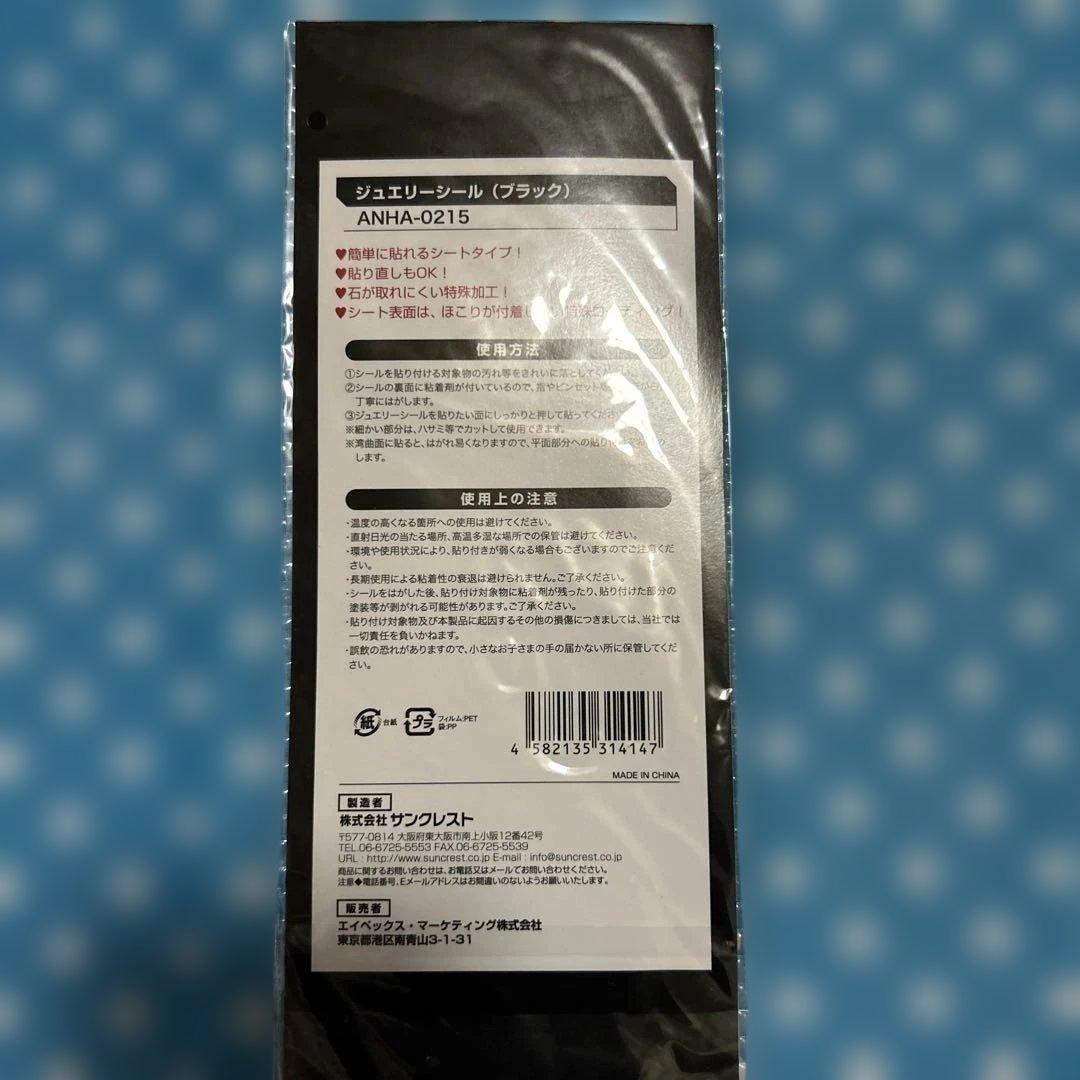 ジュエリーシール(ブラック)
ANHA-0215
♥簡単に貼れるシートタイプ!
♥貼り直しもOK!
♥石が取れにくい特殊加工!
♥シート表面は、ほこりが付着し い特殊コーティング!
使用方法
①シールを貼り付ける対象物の汚れ等をきれいに落としてく
②シールの裏面に粘着剤が付いているので、指やピンセット から
丁寧にはがします。
③ジュエリーシールを貼りたい面にしっかりと押して貼ってくださ
※細かい部分は、ハサミ等でカットして使用できます。
※湾曲面に貼ると、はがれ易くなりますので、平面部分への貼り付
します。
使用上の注意
・温度の高くなる箇所への使用は避けてください。
・直射日光の当たる場所、高温多湿な場所での保管は避けてください。
・環境や使用状況により、貼り付きが弱くなる場合もございますのでご注意くだ
さい。
・長期使用による粘着性の衰退は避けられません。ご了承ください。
・シールをはがした後、貼り付け対象物に粘着剤が残ったり、貼り付けた部分の
塗装等が剥がれる可能性があります。ご了承ください。
・貼り付け対象物及び本製品に起因するその他の損傷につきましては、当社では
一切責任を負いかねます。
・誤飲の恐れがありますので、小さなお子さまの手の届かない所に保管してくだ
さい。
紙 台紙 プラ フィルム:PET
袋:PP
4 582135 314147
MADE IN CHINA
製造者
株式会社 サンクレスト
〒577-0814 大阪府東大阪市南上小阪12番42号
TEL.06-6725-5553 FAX.06-6725-5539
URL : http://www.suncrest.co.jp E-mail : info@suncrest.co.jp
商品に関するお問い合わせは、お電話又はメールでお問い合わせください。
注意◆電話番号、Eメールアドレスはお間違いのないようお願いいたします。
販売者
エイベックス・マーケティング株式会社
東京都港区南青山3-1-31